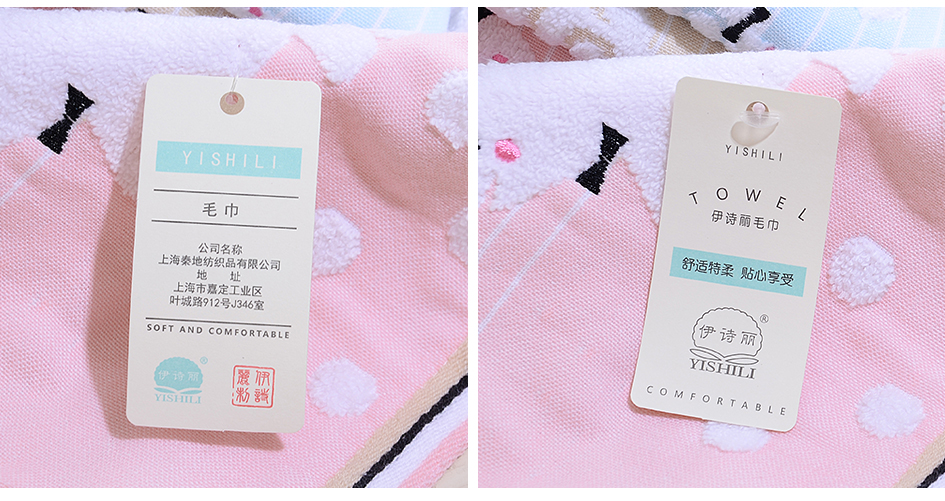 YISHILI
毛巾
公司名称
上海秦地纺织品有限公司
地 址
上海市嘉定工业区
叶城路912号J346室
SOFT AND COMFORTABLE
伊诗丽®
YISHILI
YISHILI
TOWEL
伊诗丽毛巾
舒适特柔 贴心享受
伊诗丽®
YISHILI
COMFORTABLE